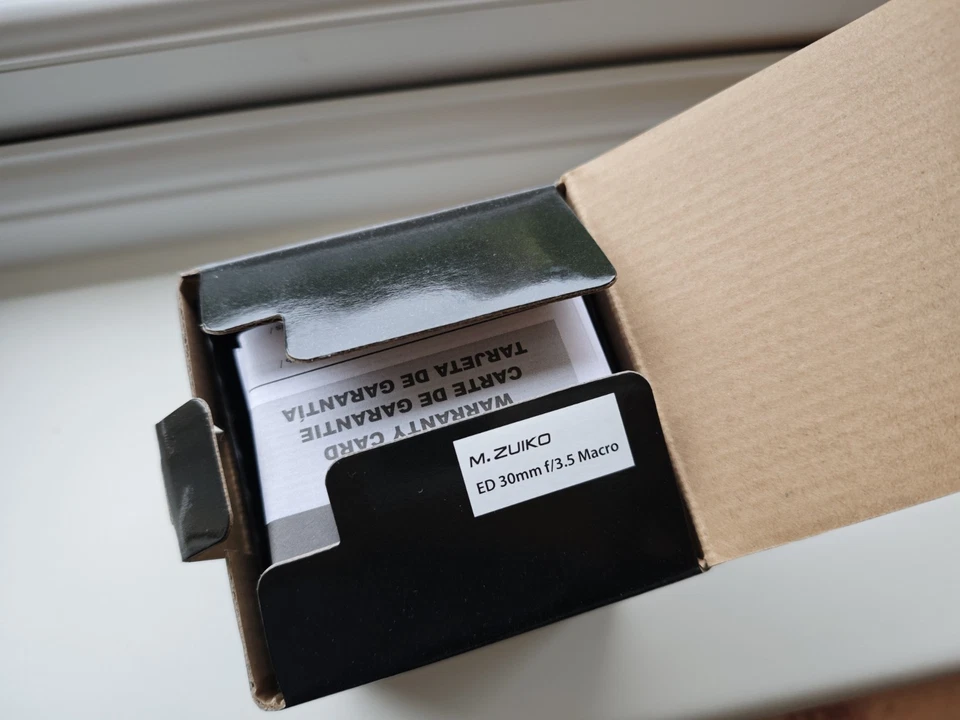 WARRANTY CARD
CARTE DE GARANTIE
TARJETA DE GARANTÍA
M.ZUIKO
ED 30mm f/3.5 Macro